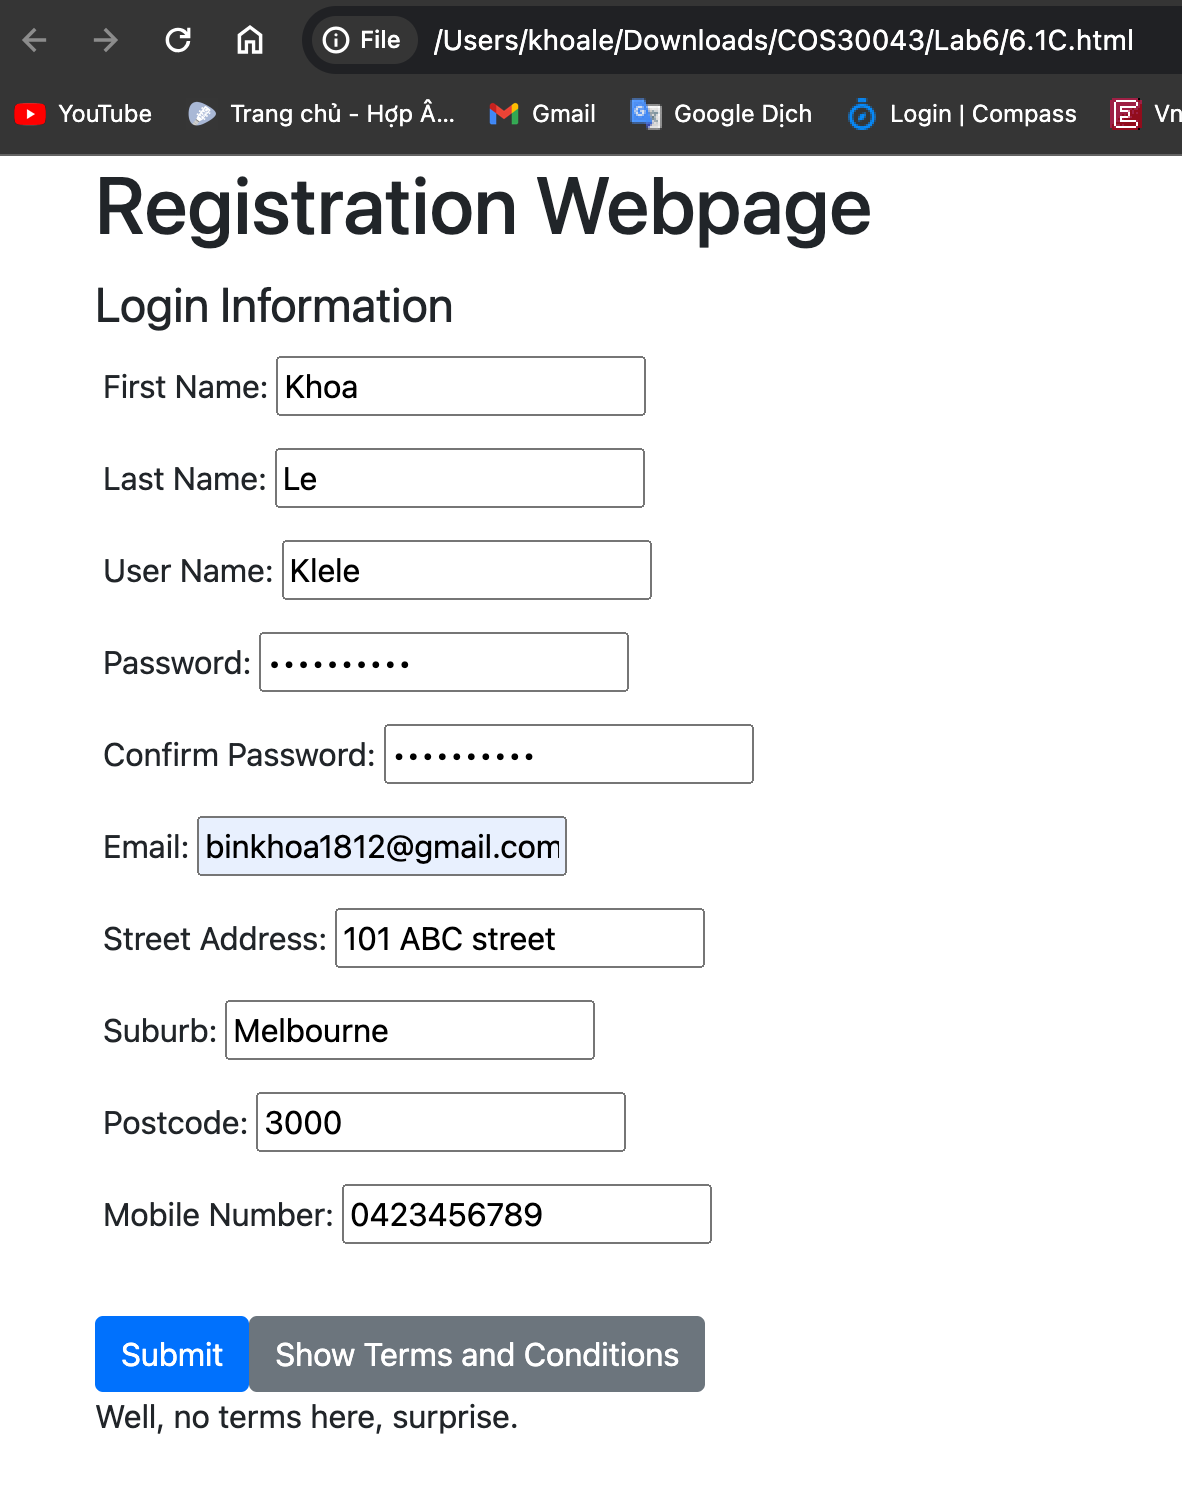 File /Users/khoale/Downloads/COS30043/Lab6/6.1C.html
YouTube Trang chủ - Hợp Â... Gmail Google Dịch Login | Compass Vn
Registration Webpage
Login Information
First Name: Khoa
Last Name: Le
User Name: Klele
Password: ••••••••••
Confirm Password: ••••••••••
Email: binkhoa1812@gmail.com
Street Address: 101 ABC street
Suburb: Melbourne
Postcode: 3000
Mobile Number: 0423456789
Submit Show Terms and Conditions
Well, no terms here, surprise.